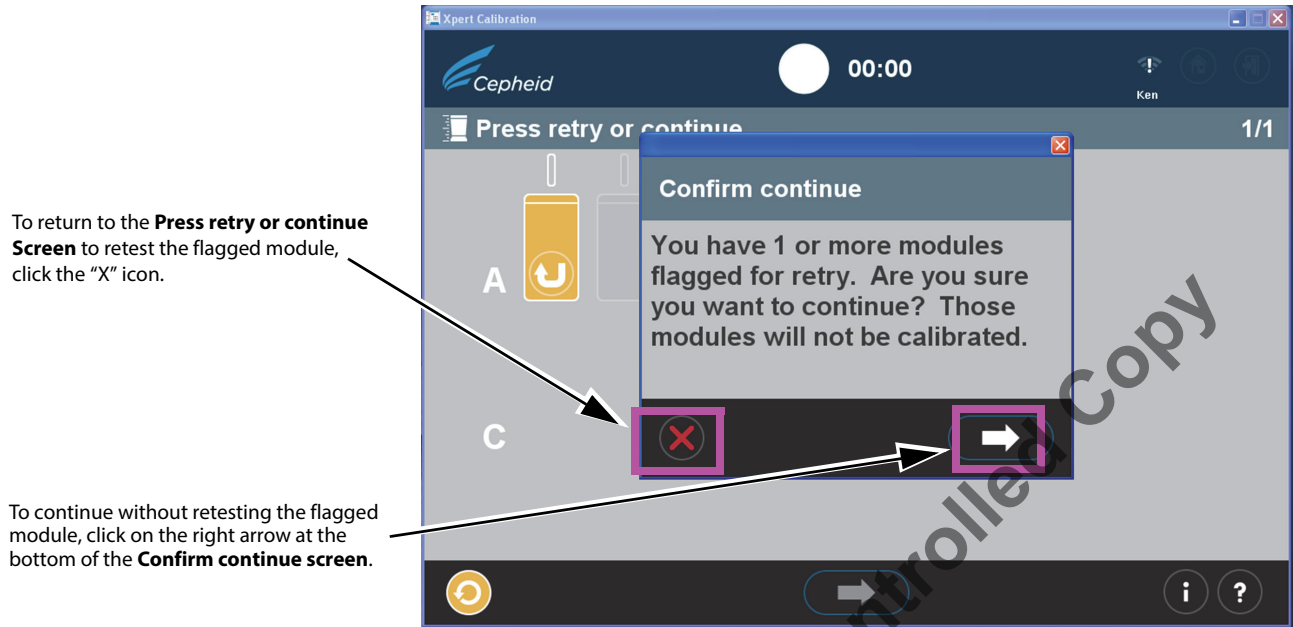 Xpert Calibration
Cepheid
00:00
Ken
Press retry or continue
1/1
Confirm continue
You have 1 or more modules
flagged for retry.  Are you sure
you want to continue?  Those
modules will not be calibrated.
A
C
To return to the Press retry or continue
Screen to retest the flagged module,
click the “X” icon.
To continue without retesting the flagged
module, click on the right arrow at the
bottom of the Confirm continue screen.
i
?
ntrolled Copy